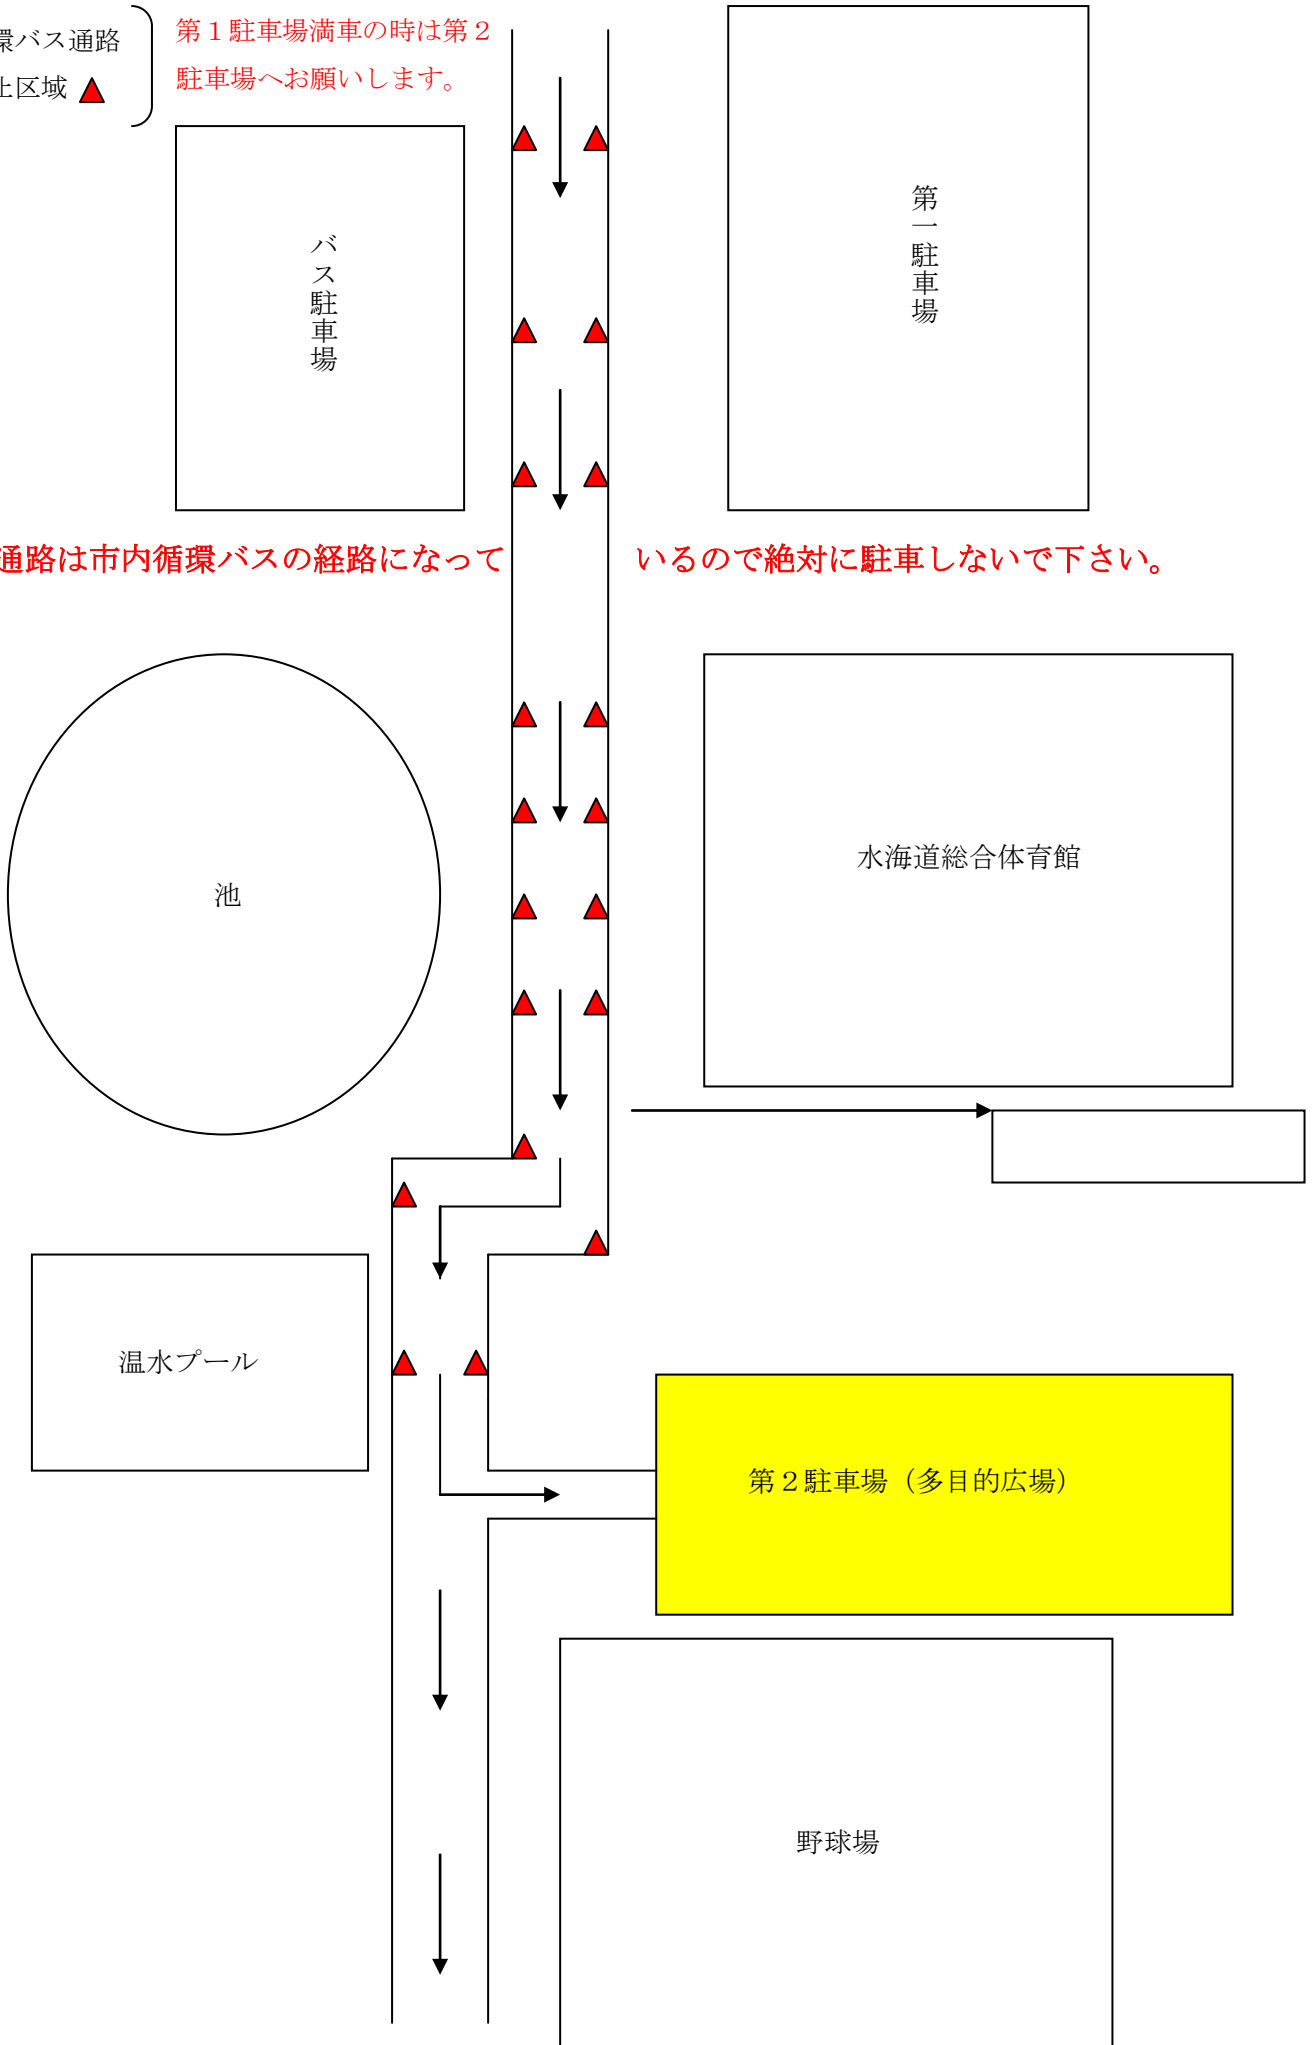 環バス通路
止区域
第１駐車場満車の時は第２
駐車場へお願いします。
バス駐車場
第一駐車場
通路は市内循環バスの経路になって　いるので絶対に駐車しないで下さい。
池
水海道総合体育館
温水プール
第２駐車場（多目的広場）
野球場